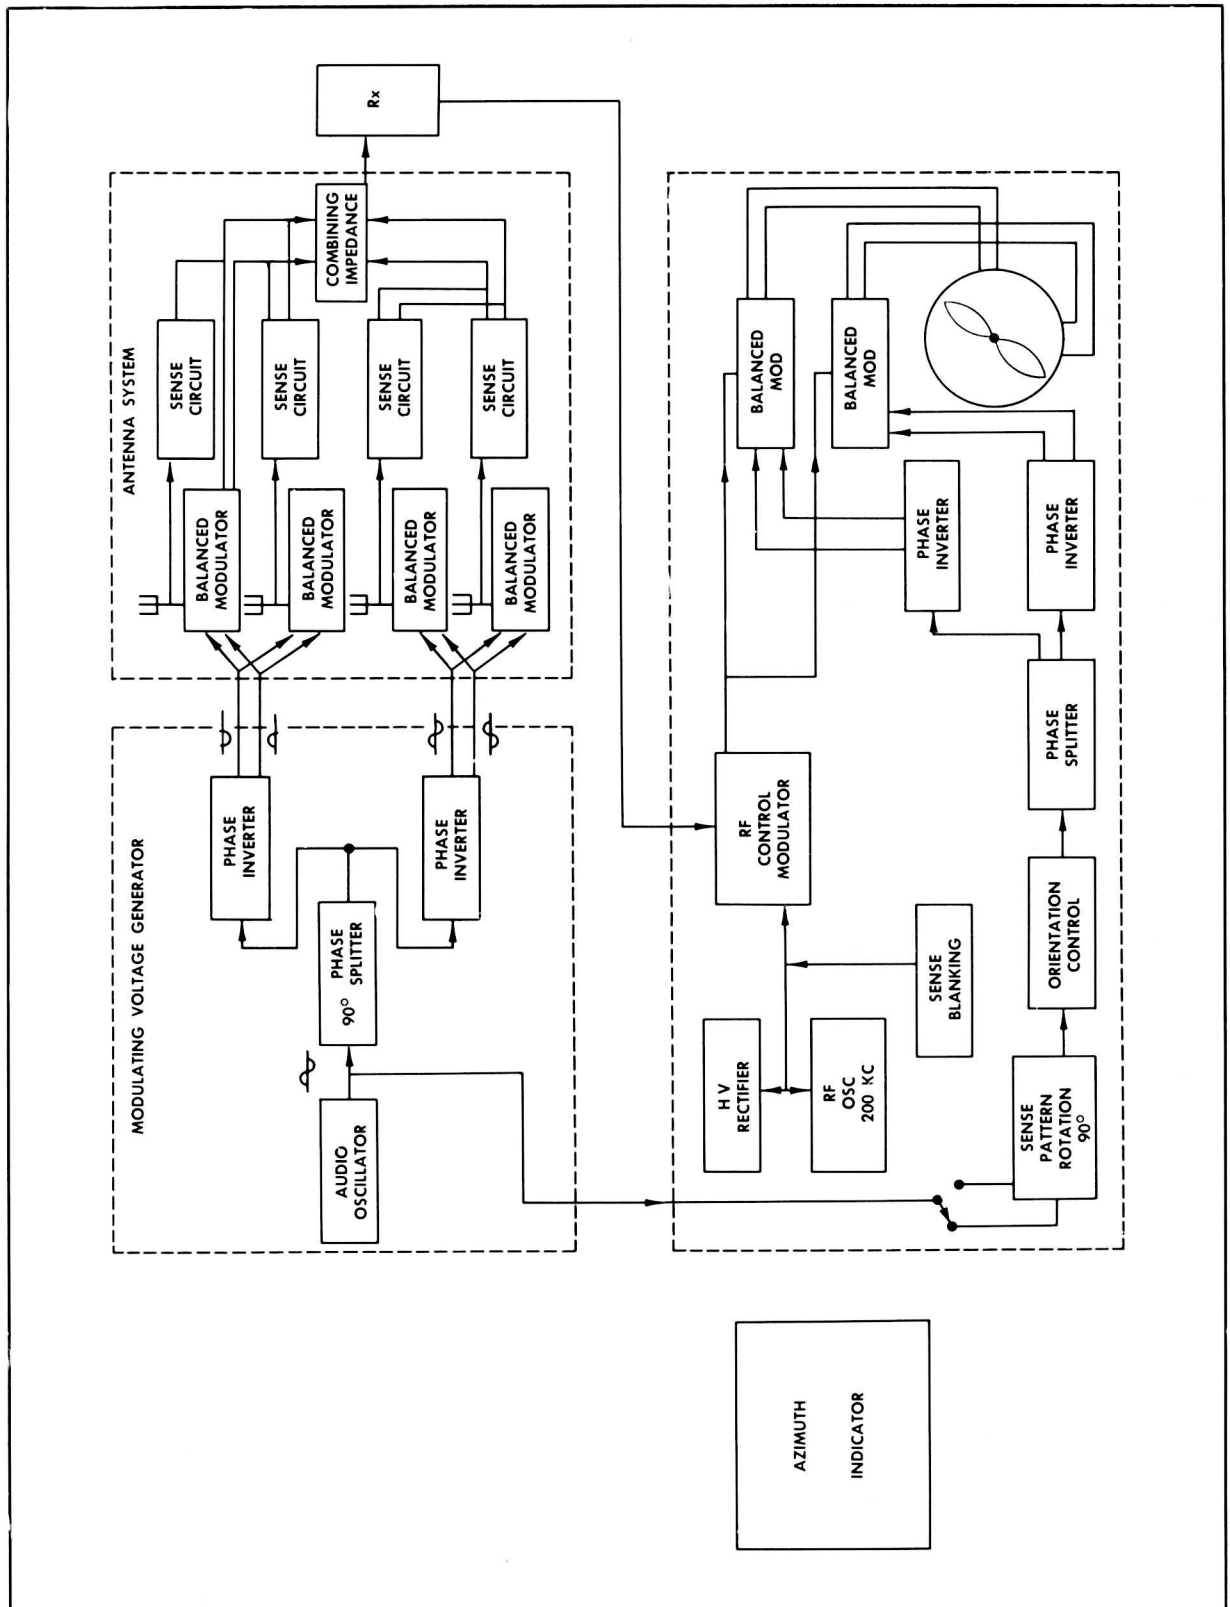 MODULATING VOLTAGE GENERATOR
AUDIO
OSCILLATOR
90° PHASE
SPLITTER
PHASE
INVERTER
PHASE
INVERTER
ANTENNA SYSTEM
BALANCED
MODULATOR
BALANCED
MODULATOR
BALANCED
MODULATOR
BALANCED
MODULATOR
SENSE
CIRCUIT
SENSE
CIRCUIT
SENSE
CIRCUIT
SENSE
CIRCUIT
COMBINING
IMPEDANCE
Rx
AZIMUTH
INDICATOR
H V
RECTIFIER
RF
OSC
200 KC
SENSE
BLANKING
RF
CONTROL
MODULATOR
SENSE
PATTERN
ROTATION
90°
ORIENTATION
CONTROL
PHASE
SPLITTER
PHASE
INVERTER
PHASE
INVERTER
BALANCED
MOD
BALANCED
MOD